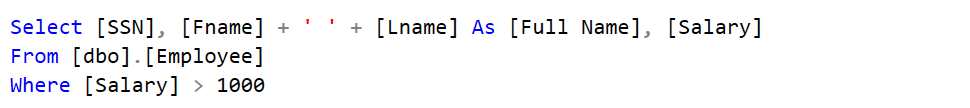 Select [SSN], [Fname] + ' ' + [Lname] As [Full Name], [Salary]
From [dbo].[Employee]
Where [Salary] > 1000